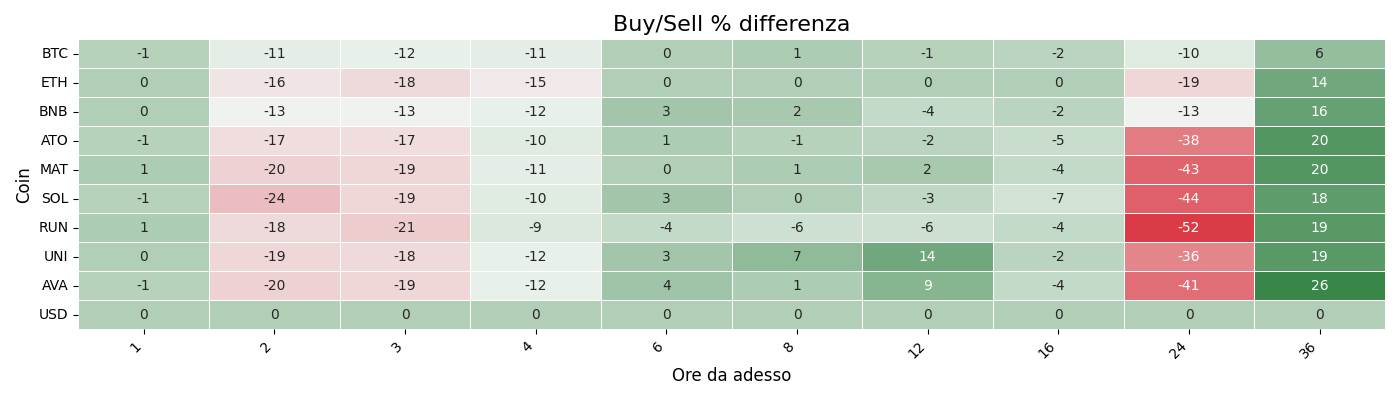 Buy/Sell % differenza
Coin
BTC -1 -11 -12 -11 0 1 -1 -2 -10 6
ETH 0 -16 -18 -15 0 0 0 0 -19 14
BNB 0 -13 -13 -12 3 2 -4 -2 -13 16
ATO -1 -17 -17 -10 1 -1 -2 -5 -38 20
MAT 1 -20 -19 -11 0 1 2 -4 -43 20
SOL -1 -24 -19 -10 3 0 -3 -7 -44 18
RUN 1 -18 -21 -9 -4 -6 -6 -4 -52 19
UNI 0 -19 -18 -12 3 7 14 -2 -36 19
AVA -1 -20 -19 -12 4 1 9 -4 -41 26
USD 0 0 0 0 0 0 0 0 0 0
1 2 3 4 6 8 12 16 24 36
Ore da adesso